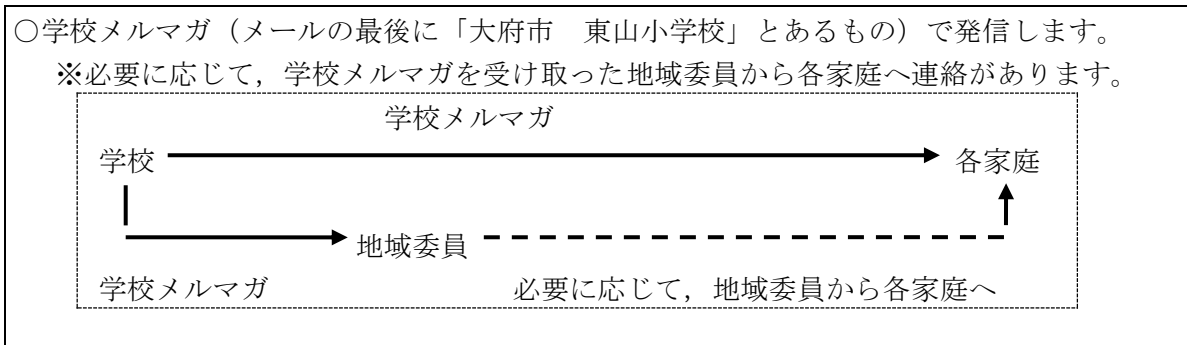 ○学校メルマガ（メールの最後に「大府市　東山小学校」とあるもの）で発信します。
※必要に応じて，学校メルマガを受け取った地域委員から各家庭へ連絡があります。
学校メルマガ
学校　各家庭
地域委員
学校メルマガ　必要に応じて，地域委員から各家庭へ